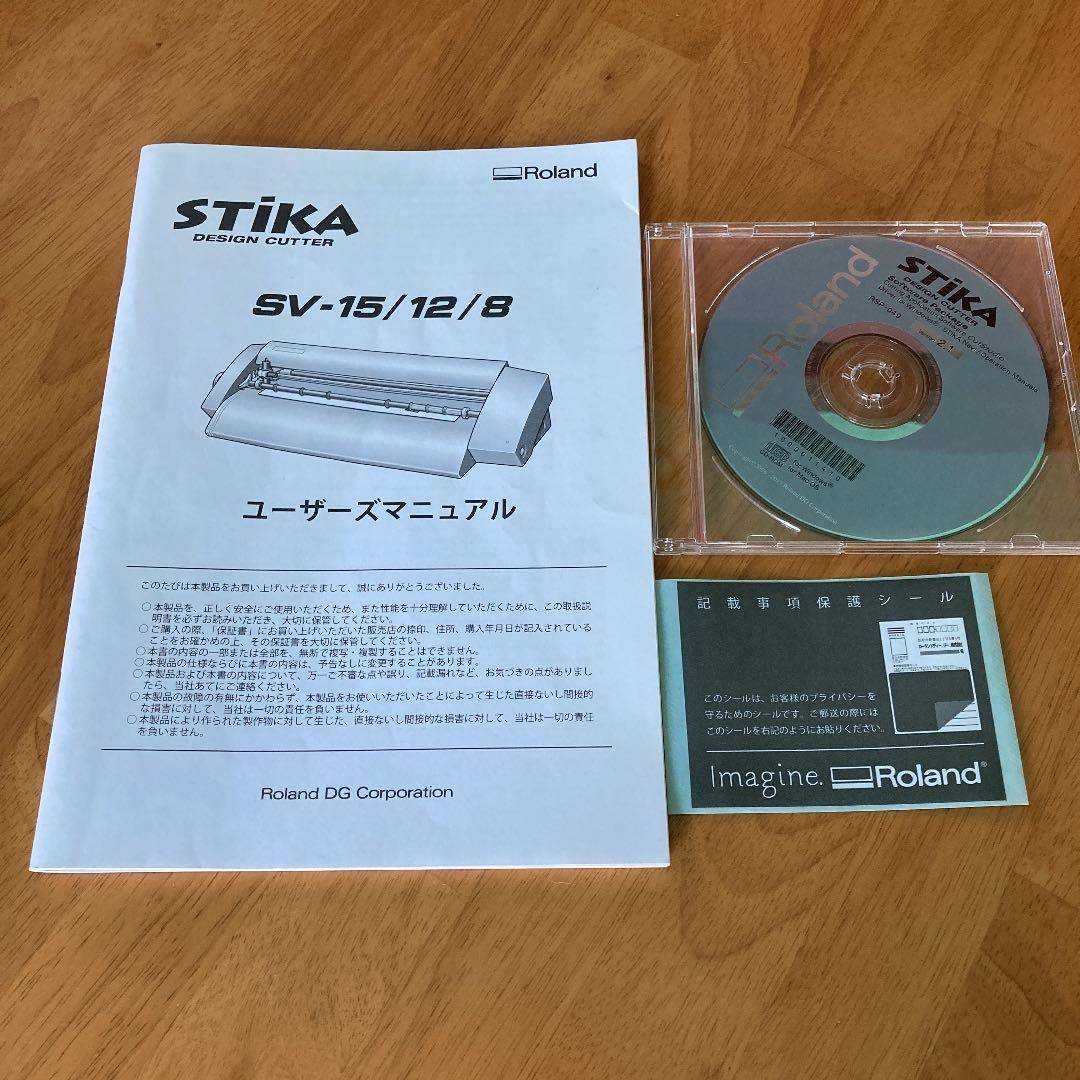 Roland
STiKA
DESIGN CUTTER
SV-15/12/8
ユーザーズマニュアル
このたびは本製品をお買い上げいただきまして、誠にありがとうございました。
○本製品を、正しく安全にご使用いただくため、また性能を十分理解していただくために、この取扱説
明書を必ずお読みいただき、大切に保管してください。
○ご購入の際、「保証書」にお買い上げいただいた販売店の捺印、住所、購入年月日が記入されている
ことをお確かめの上、その保証書を大切に保管してください。
○本書の内容の一部または全部を、無断で複写・複製することはできません。
○本製品の仕様ならびに本書の内容は、予告なしに変更することがあります。
○本製品および本書の内容について、万一ご不審な点や誤り、記載漏れなど、お気づきの点がありまし
たら、当社あてにご連絡ください。
○本製品の故障の有無にかかわらず、本製品をお使いいただいたことによって生じた直接ないし間接的
な損害に対して、当社は一切の責任を負いません。
○本製品により作られた製作物に対して生じた、直接ないし間接的な損害に対して、当社は一切の責任
を負いません。
Roland DG Corporation
Roland
STiKA
DESIGN CUTTER
Software Package
Cutting Application Software CutStudio
Driver for Windows® / STIKA Navi / Operation Manuals
RSP-049
Version 2.1
1000011410
CD-ROM
for Windows®
for Mac OS
Roland DG Corporation
記載事項保護シール
このシールは、お客様のプライバシーを
守るためのシールです。ご郵送の際には
このシールを右記のようにお貼りください。
Imagine. Roland®